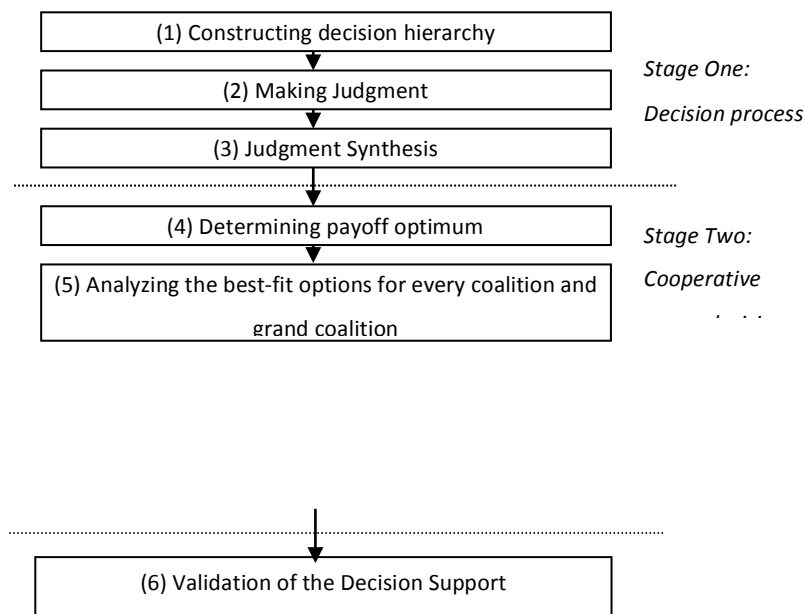 (1) Constructing decision hierarchy
(2) Making Judgment
(3) Judgment Synthesis
Stage One:
Decision process
(4) Determining payoff optimum
(5) Analyzing the best-fit options for every coalition and
grand coalition
Stage Two:
Cooperative
(6) Validation of the Decision Support